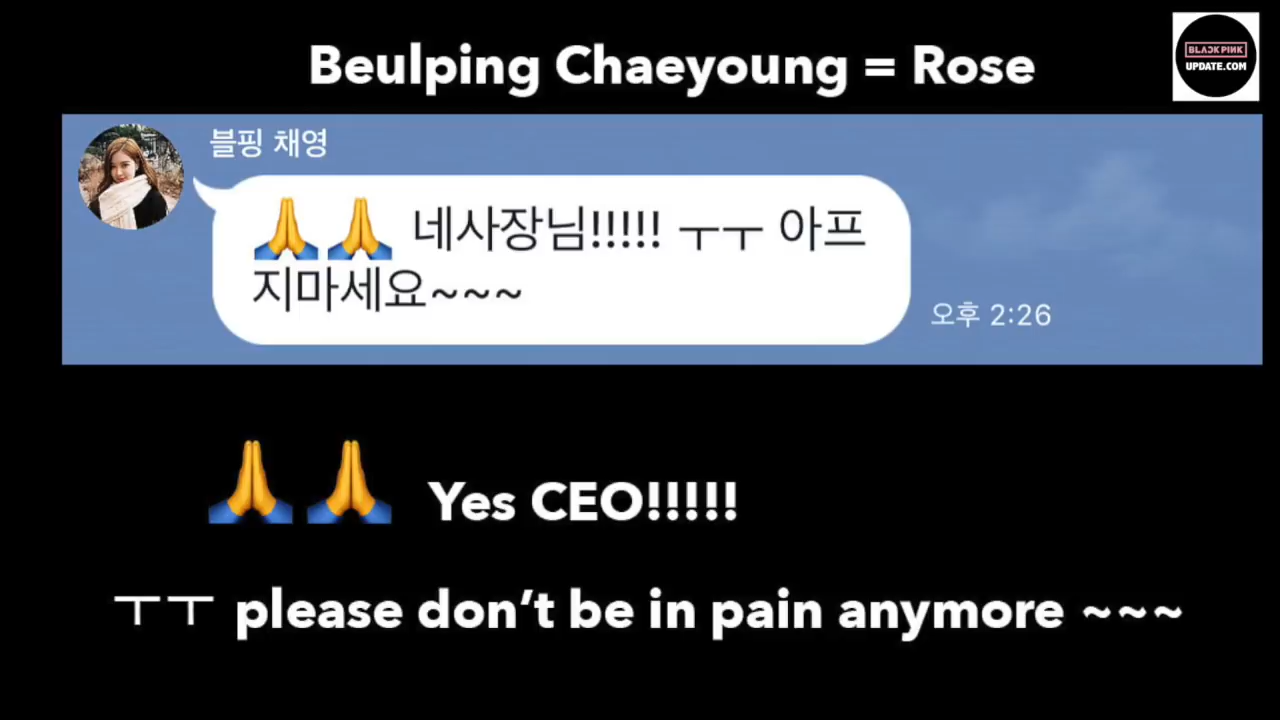 Beulping Chaeyoung = Rose
BLACKPINK
UPDATE.COM
블핑 채영
🙏🙏 네사장님!!!!! ㅜㅜ 아프
지마세요~~~
오후 2:26
🙏🙏 Yes CEO!!!!!
ㅜㅜ please don’t be in pain anymore ~~~